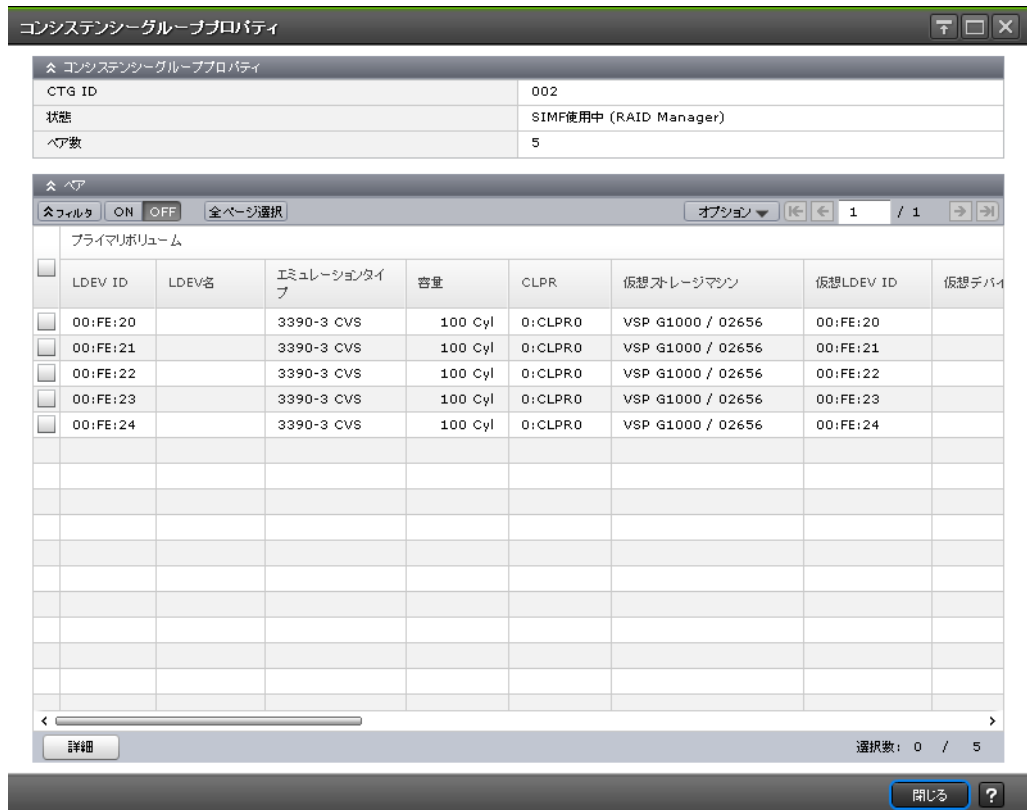 コンシステンシーグループプロパティ
コンシステンシーグループプロパティ
CTG ID 002
状態 SIMF使用中 (RAID Manager)
ペア数 5
ペア
フィルタ ON OFF 全ページ選択 オプション 1 / 1
プライマリボリューム
LDEV ID LDEV名 エミュレーションタイプ 容量 CLPR 仮想ストレージマシン 仮想LDEV ID 仮想デバイ
00:FE:20 3390-3 CVS 100 Cyl 0:CLPR0 VSP G1000 / 02656 00:FE:20
00:FE:21 3390-3 CVS 100 Cyl 0:CLPR0 VSP G1000 / 02656 00:FE:21
00:FE:22 3390-3 CVS 100 Cyl 0:CLPR0 VSP G1000 / 02656 00:FE:22
00:FE:23 3390-3 CVS 100 Cyl 0:CLPR0 VSP G1000 / 02656 00:FE:23
00:FE:24 3390-3 CVS 100 Cyl 0:CLPR0 VSP G1000 / 02656 00:FE:24
詳細 選択数: 0 / 5
閉じる ?